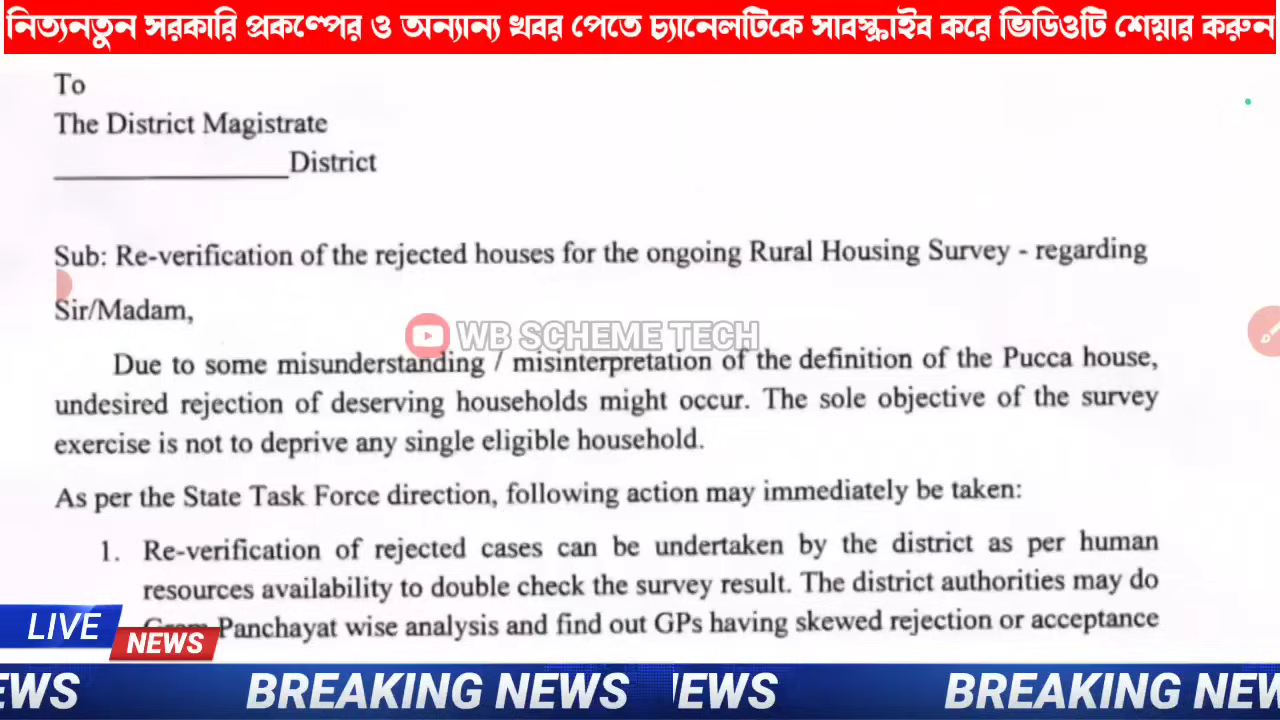 নিত্যনতুন সরকারি প্রকল্পের ও অন্যান্য খবর পেতে চ্যানেলটিকে সাবস্ক্রাইব করে ভিডিওটি শেয়ার করুন
To
The District Magistrate
_________________District
Sub: Re-verification of the rejected houses for the ongoing Rural Housing Survey - regarding
Sir/Madam,
WB SCHEME TECH
Due to some misunderstanding / misinterpretation of the definition of the Pucca house,
undesired rejection of deserving households might occur. The sole objective of the survey
exercise is not to deprive any single eligible household.
As per the State Task Force direction, following action may immediately be taken:
1. Re-verification of rejected cases can be undertaken by the district as per human
resources availability to double check the survey result. The district authorities may do
Gram Panchayat wise analysis and find out GPs having skewed rejection or acceptance
LIVE
NEWS
EWS BREAKING NEWS EWS BREAKING NEW